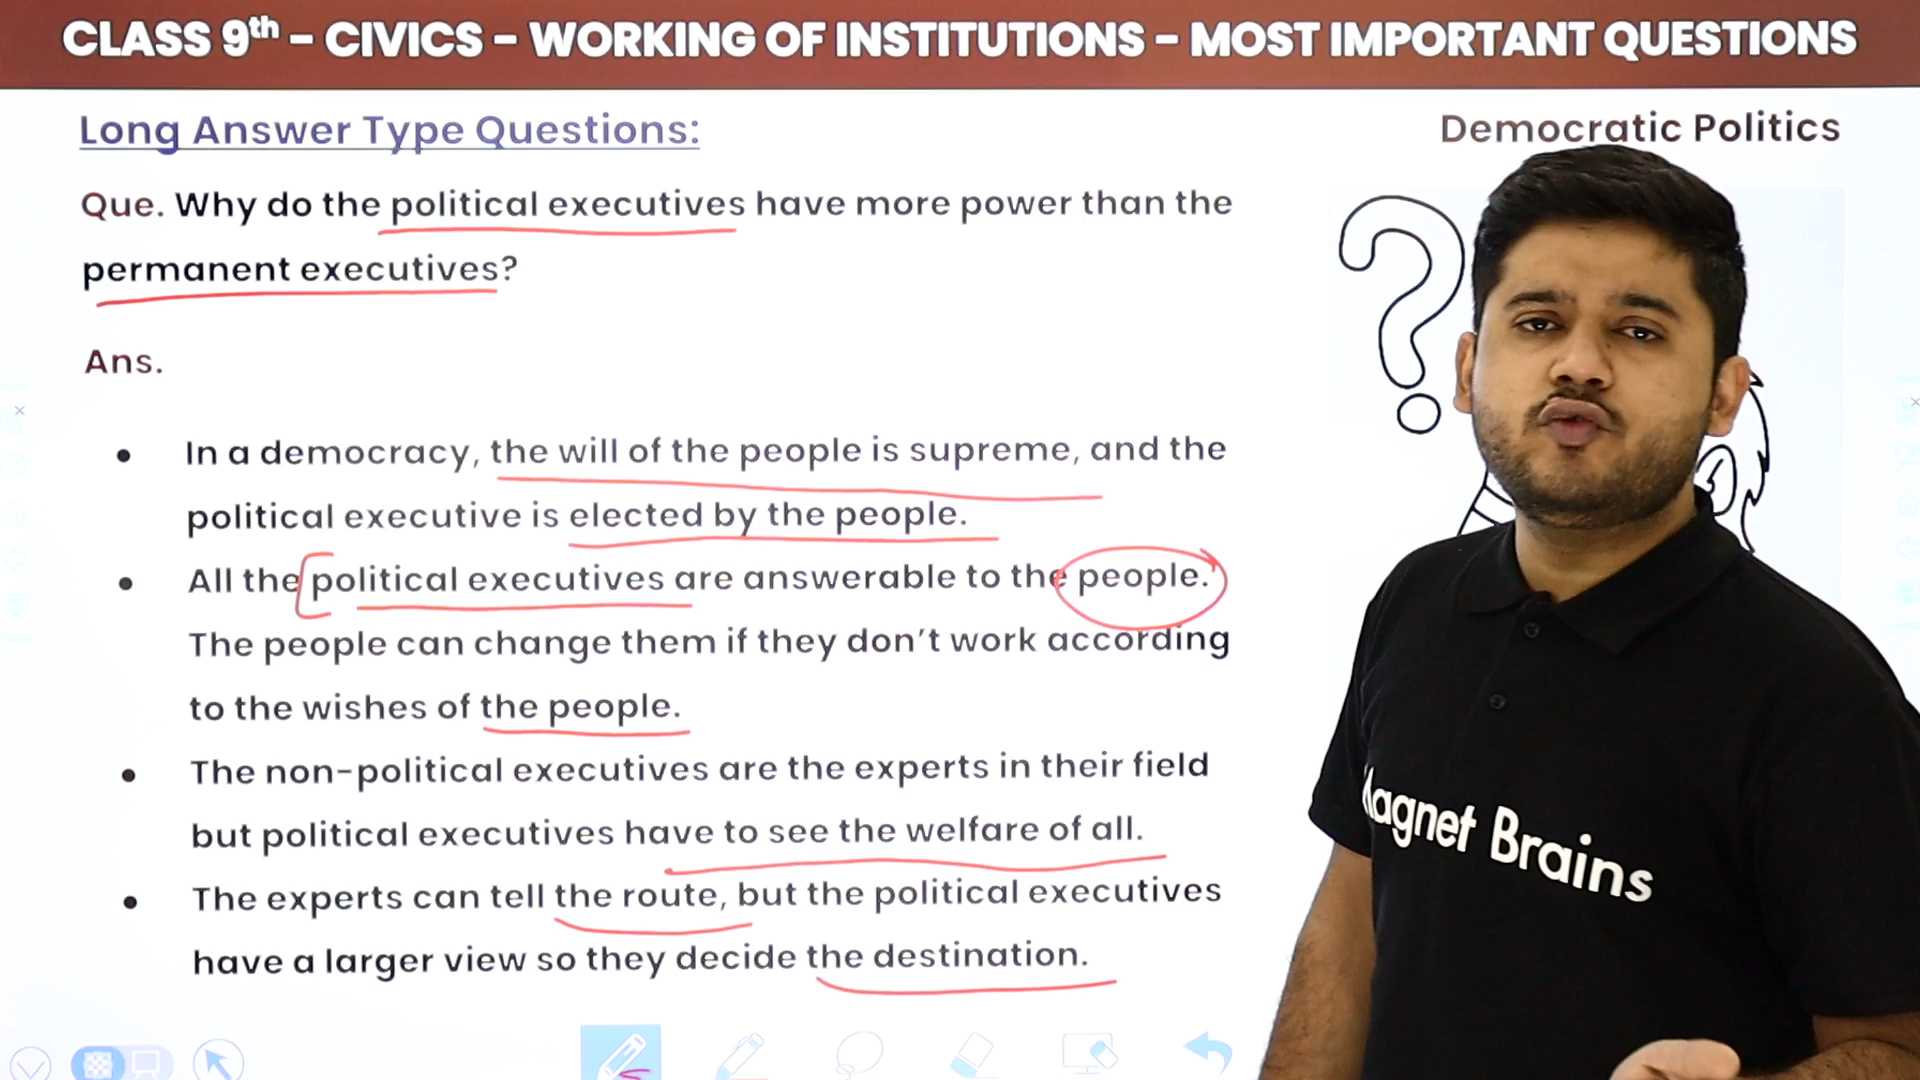 CLASS 9th - CIVICS - WORKING OF INSTITUTIONS - MOST IMPORTANT QUESTIONS
Long Answer Type Questions:
Democratic Politics
Que. Why do the political executives have more power than the
permanent executives?
Ans.
• In a democracy, the will of the people is supreme, and the
political executive is elected by the people.
• All the political executives are answerable to the people.
The people can change them if they don't work according
to the wishes of the people.
• The non-political executives are the experts in their field
but political executives have to see the welfare of all.
• The experts can tell the route, but the political executives
have a larger view so they decide the destination.
Magnet Brains